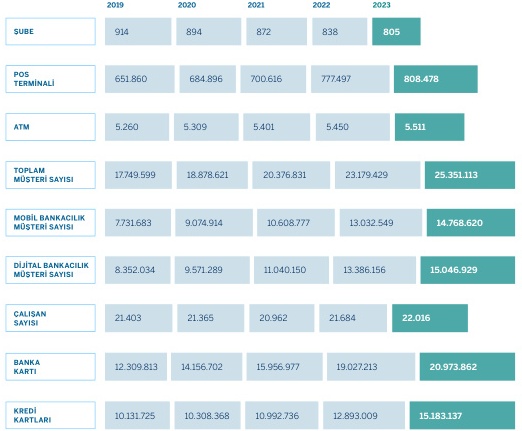 2019 2020 2021 2022 2023
ŞUBE 914 894 872 838 805
POS
TERMİNALİ 651.860 684.896 700.616 777.497 808.478
ATM 5.260 5.309 5.401 5.450 5.511
TOPLAM
MÜŞTERİ SAYISI 17.749.599 18.878.621 20.376.831 23.179.429 25.351.113
MOBİL BANKACILIK
MÜŞTERİ SAYISI 7.731.683 9.074.914 10.608.777 13.032.549 14.768.620
DİJİTAL BANKACILIK
MÜŞTERİ SAYISI 8.352.034 9.571.289 11.040.150 13.386.156 15.046.929
ÇALIŞAN
SAYISI 21.403 21.365 20.962 21.684 22.016
BANKA
KARTI 12.309.813 14.156.702 15.956.977 19.027.213 20.973.862
KREDİ
KARTLARI 10.131.725 10.308.368 10.992.736 12.893.009 15.183.137